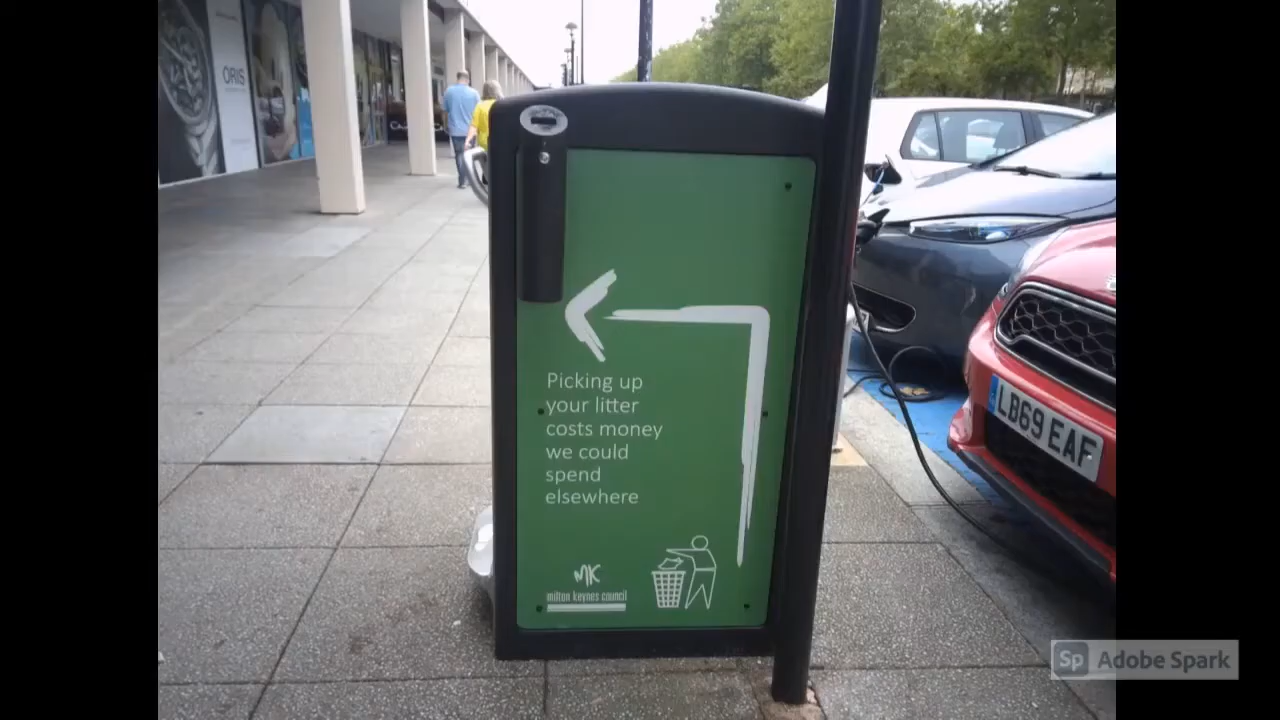 ORIS
Picking up
your litter
costs money
we could
spend
elsewhere
MK
milton keynes council
LB69 EAF
Sp Adobe Spark